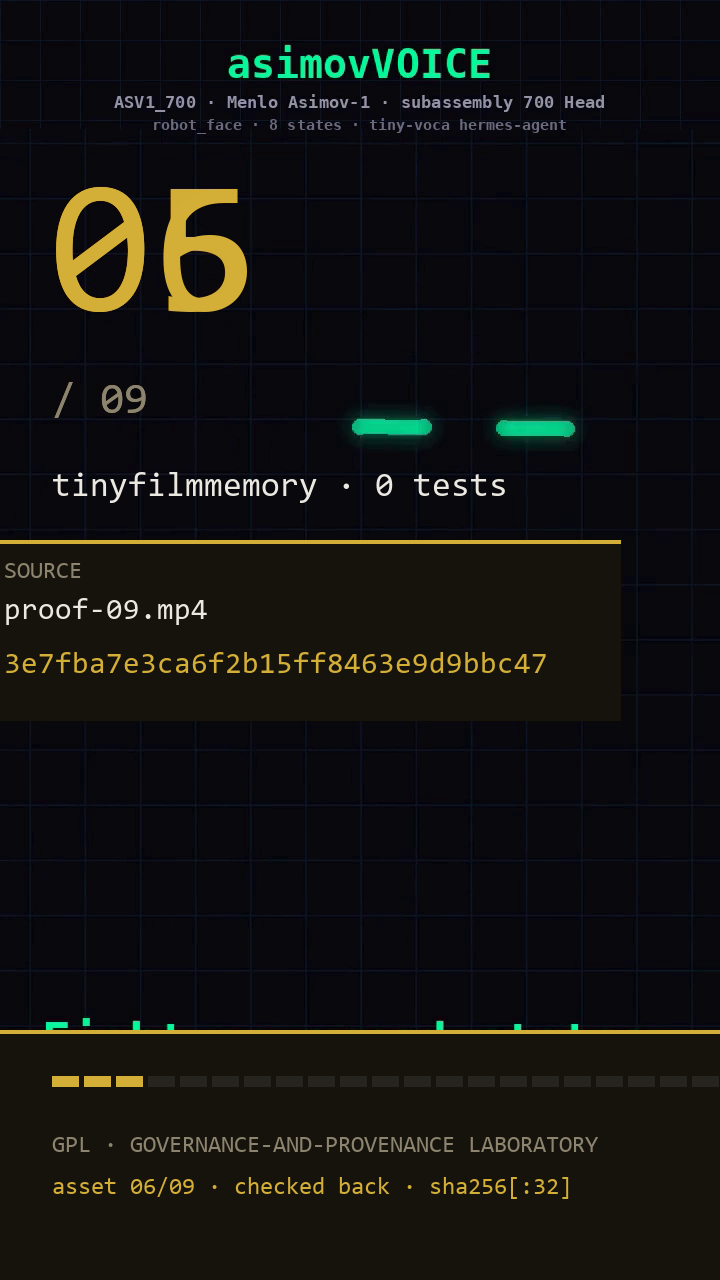 asimovVOICE
ASV1_700 · Menlo Asimov-1 · subassembly 700 Head
robot_face · 8 states · tiny-voca hermes-agent
/ 09
tinyfilmmemory · 0 tests
SOURCE
proof-09.mp4
3e7fba7e3ca6f2b15ff8463e9d9bbc47
GPL · GOVERNANCE-AND-PROVENANCE LABORATORY
asset 06/09 · checked back · sha256[:32]